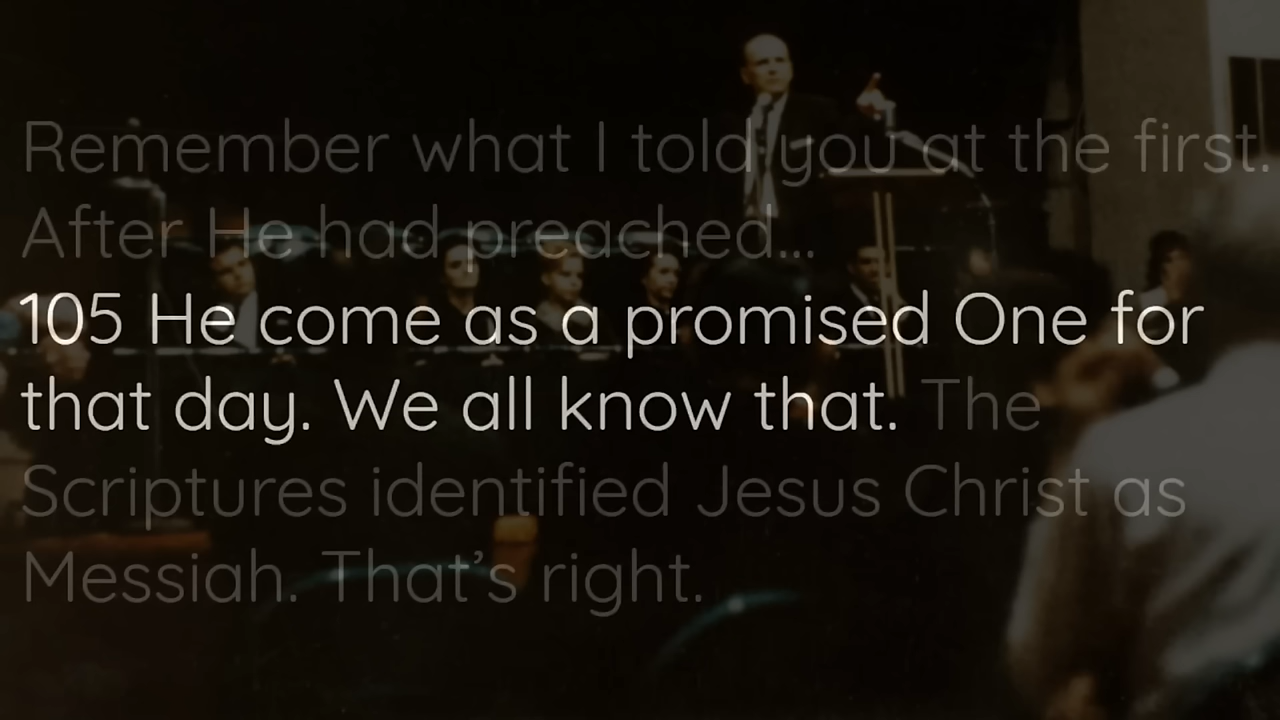 Remember what I told you at the first.
After He had preached...
105 He come as a promised One for
that day. We all know that. The
Scriptures identified Jesus Christ as
Messiah. That’s right.